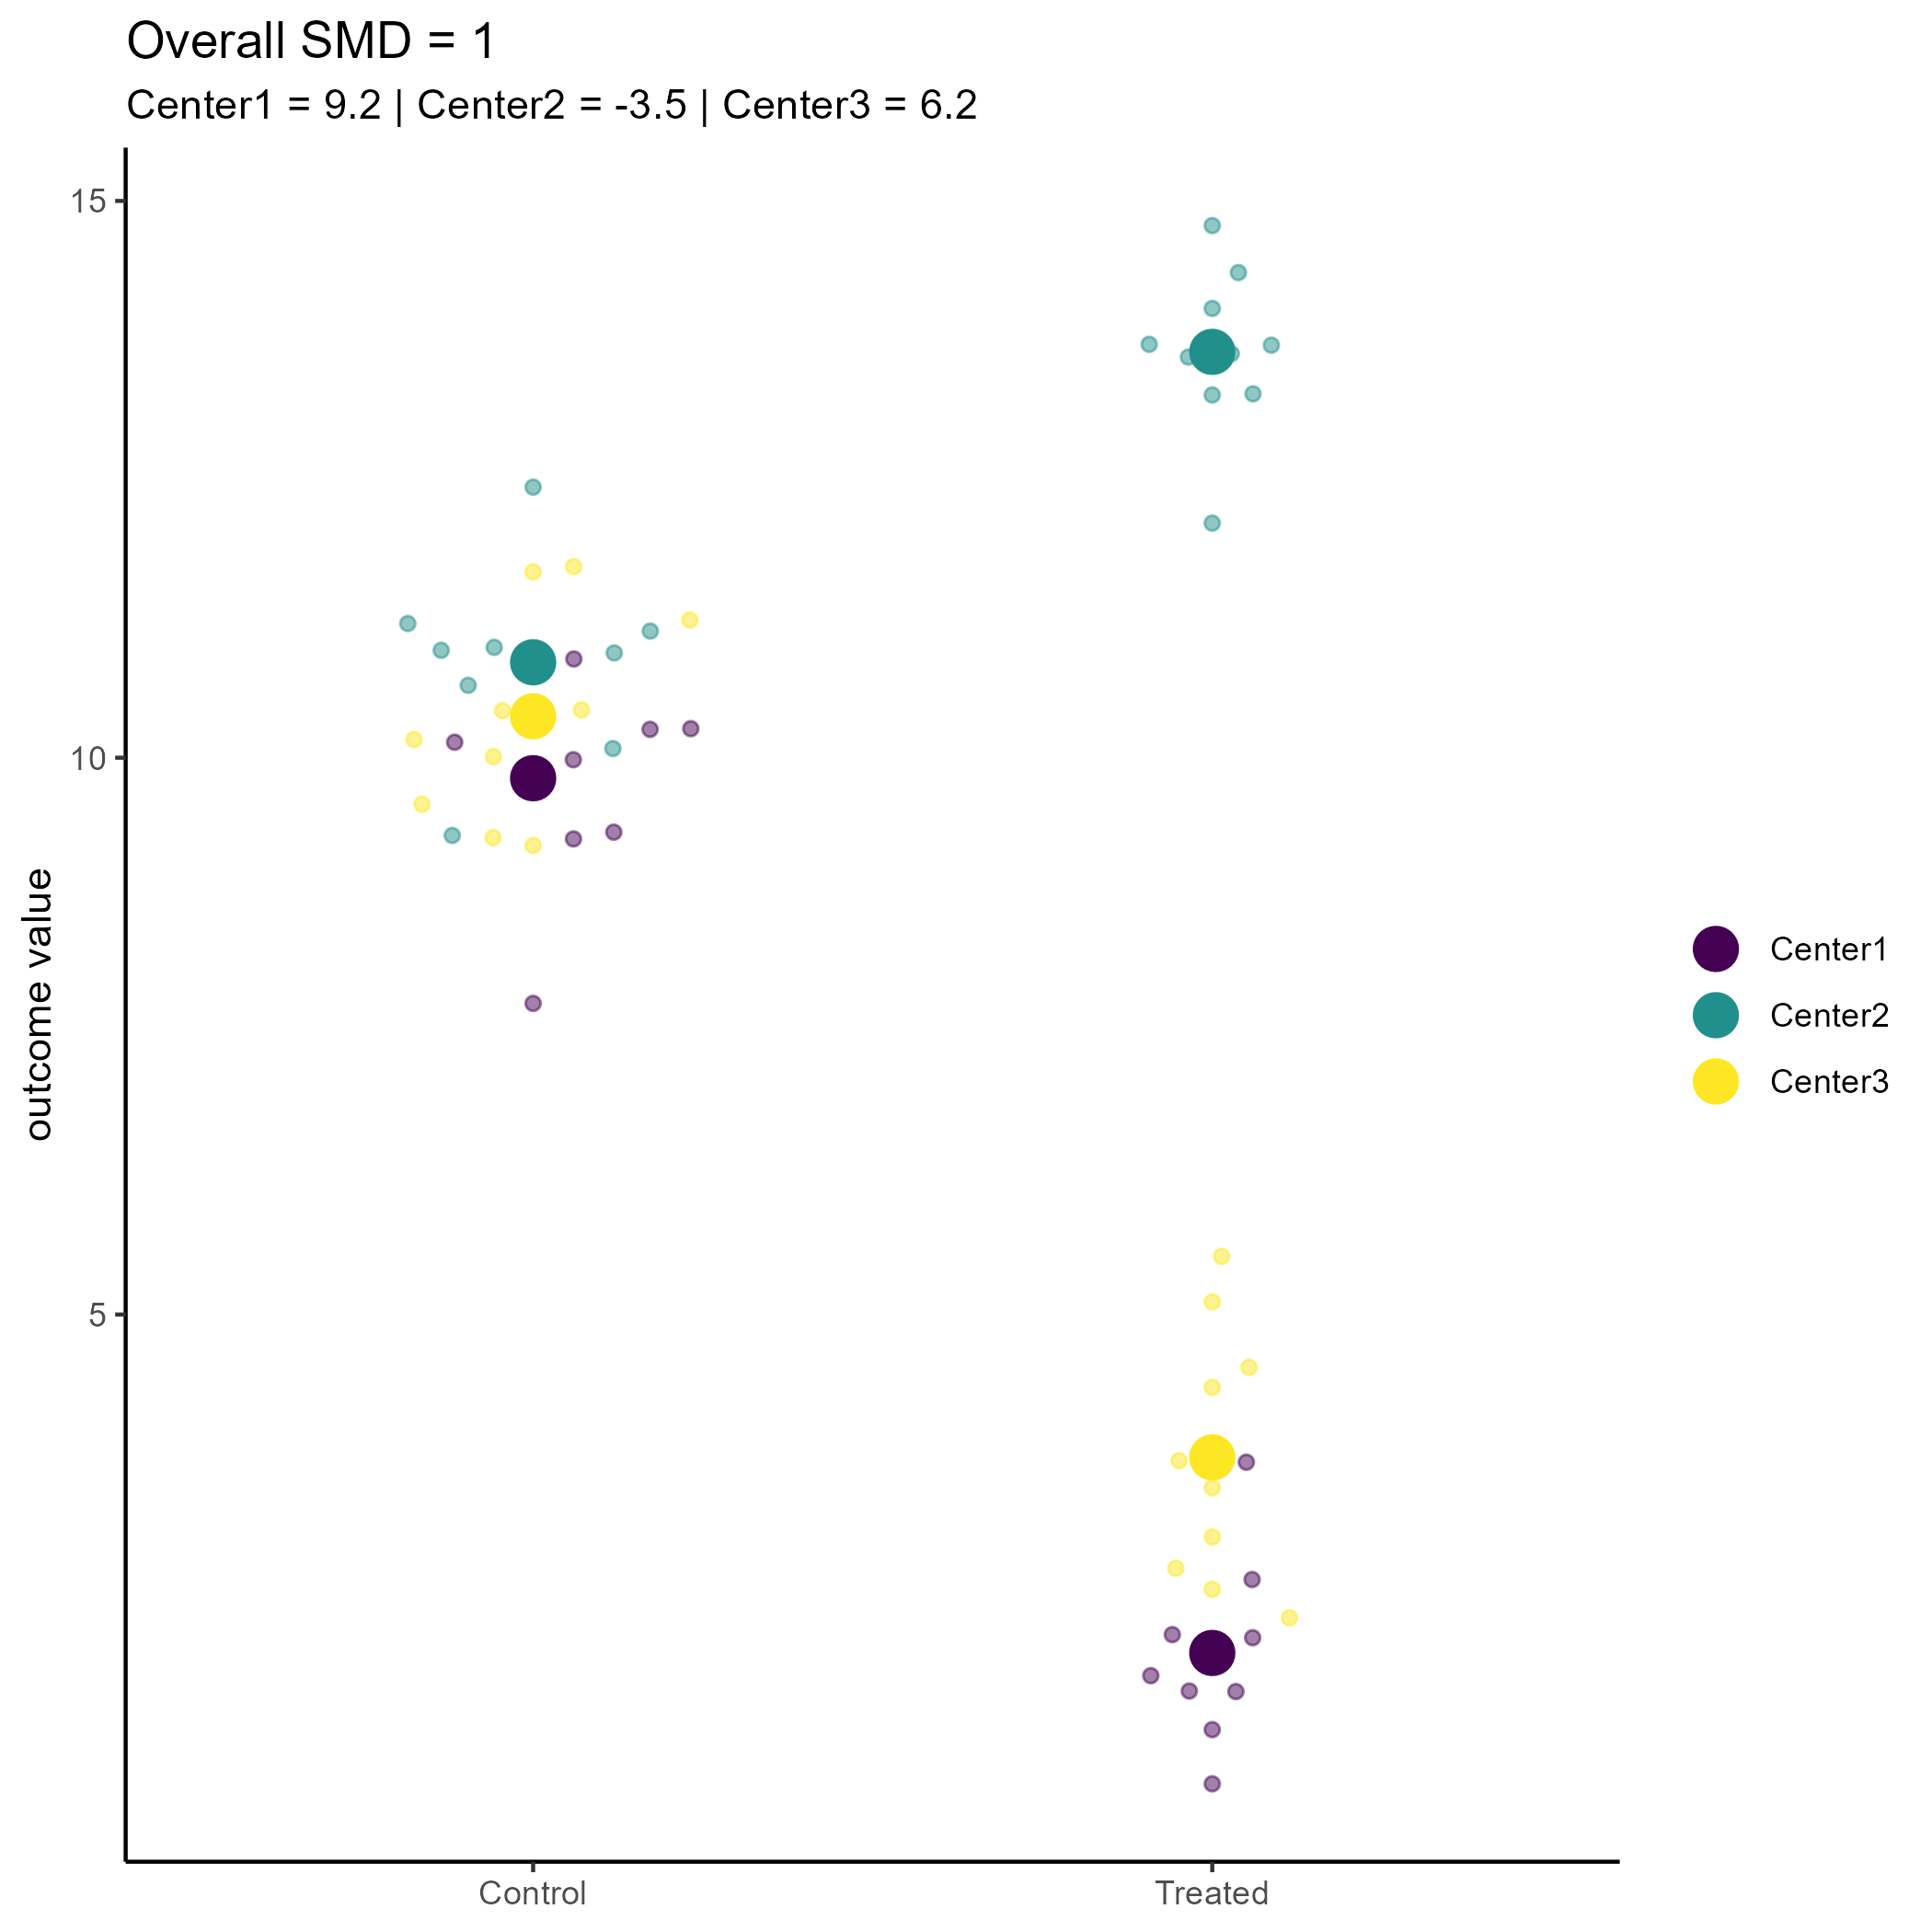 Overall SMD = 1
Center1 = 9.2 | Center2 = -3.5 | Center3 = 6.2
15
10
5
outcome value
Control
Treated
Center1
Center2
Center3